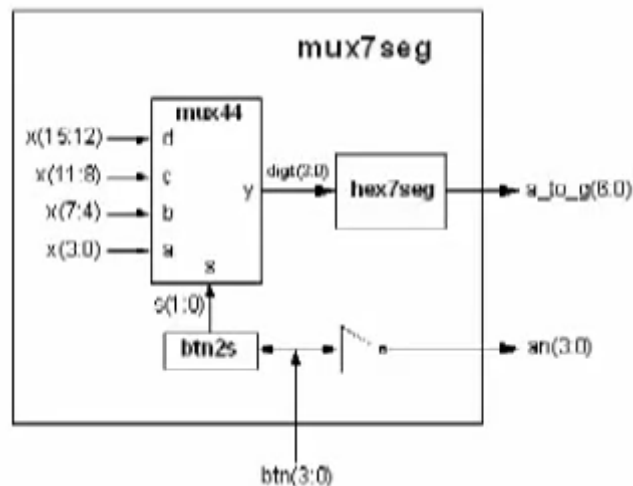 mux7seg
mux44
x(15:12)
d
x(11:8)
c
x(7:4)
b
x(3:0)
a
y
s
digit(3:0)
hex7seg
a_to_g(6:0)
s(1:0)
btn2s
an(3:0)
btn(3:0)